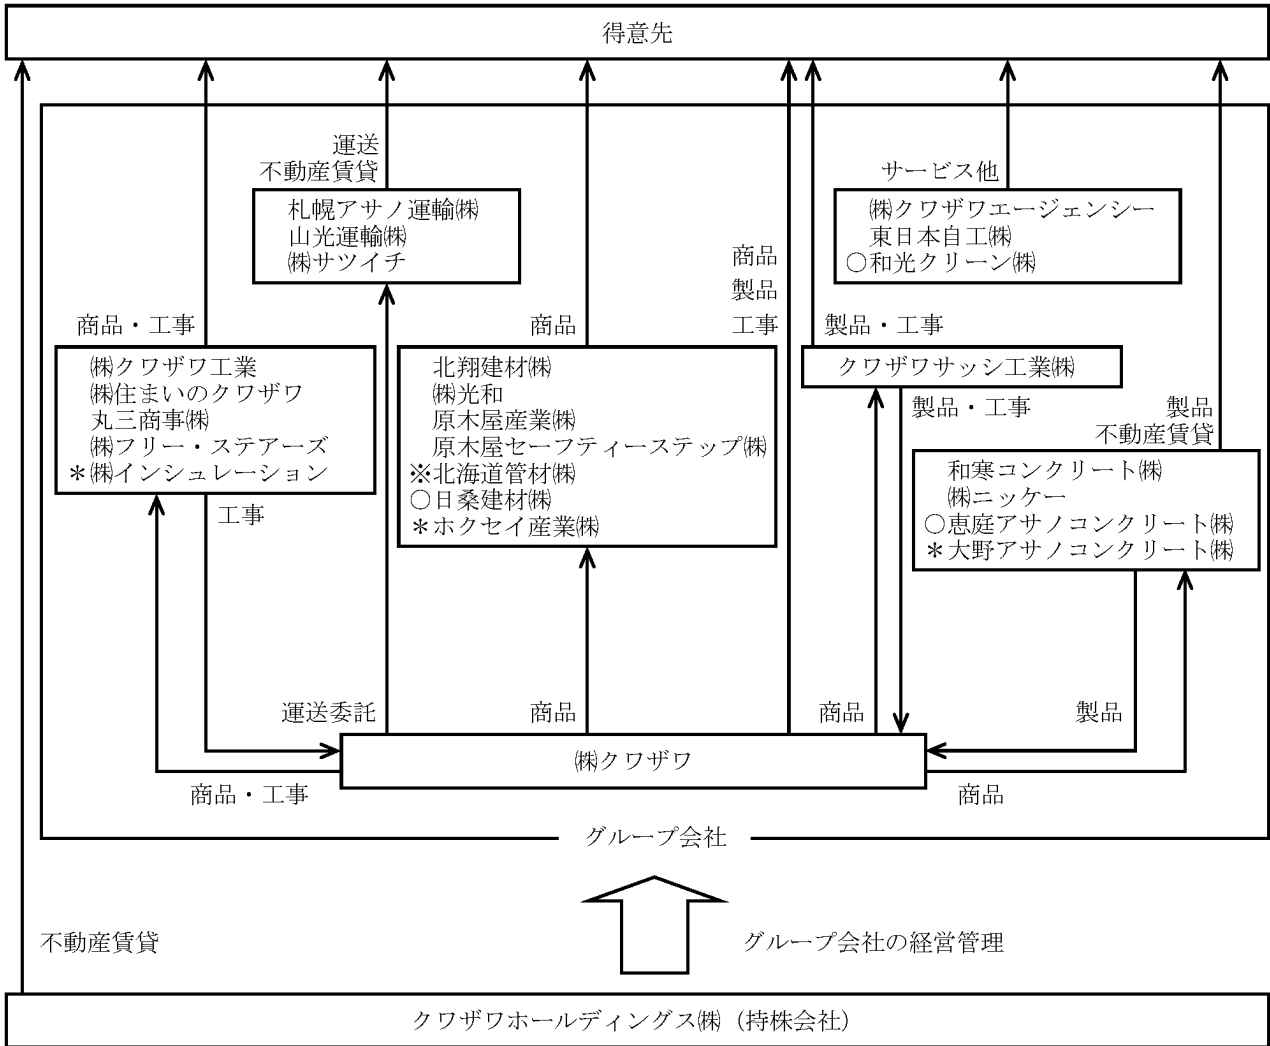 得意先
運送
不動産賃貸
札幌アサノ運輸㈱
山光運輸㈱
㈱サツイチ
サービス他
㈱クワザワエージェンシー
東日本自工㈱
○和光クリーン㈱
商品
製品
工事
商品・工事
㈱クワザワ工業
㈱住まいのクワザワ
丸三商事㈱
㈱フリー・ステアーズ
＊㈱インシュレーション
商品
北翔建材㈱
㈱光和
原木屋産業㈱
原木屋セーフティーステップ㈱
※北海道管材㈱
○日桑建材㈱
＊ホクセイ産業㈱
製品・工事
クワザワサッシ工業㈱
製品・工事
製品
不動産賃貸
和寒コンクリート㈱
㈱ニッケー
○恵庭アサノコンクリート㈱
＊大野アサノコンクリート㈱
工事
運送委託
商品
商品
製品
㈱クワザワ
商品・工事
商品
グループ会社
不動産賃貸
グループ会社の経営管理
クワザワホールディングス㈱（持株会社）